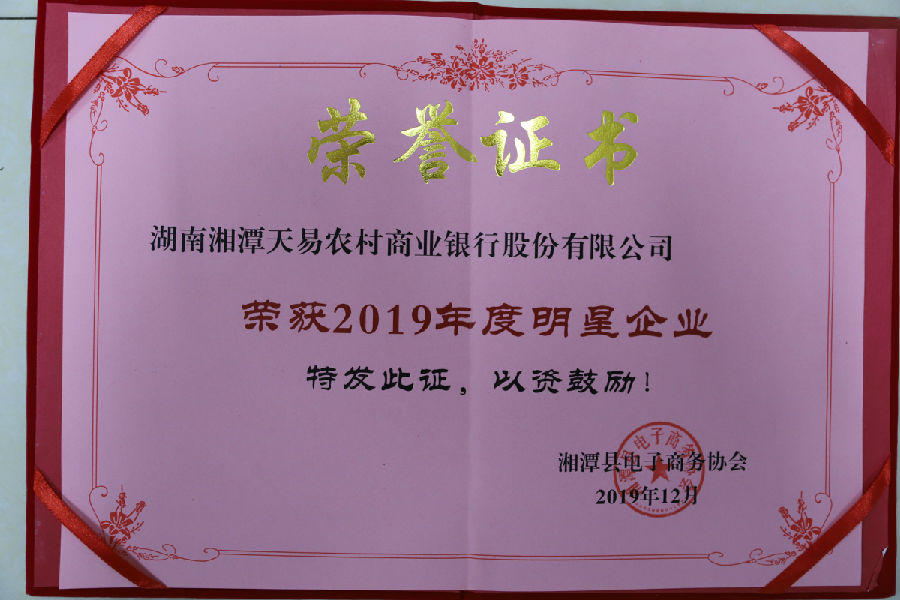 荣誉证书
湖南湘潭天易农村商业银行股份有限公司
荣获2019年度明星企业
特发此证，以资鼓励！
湘潭县电子商务协会
2019年12月